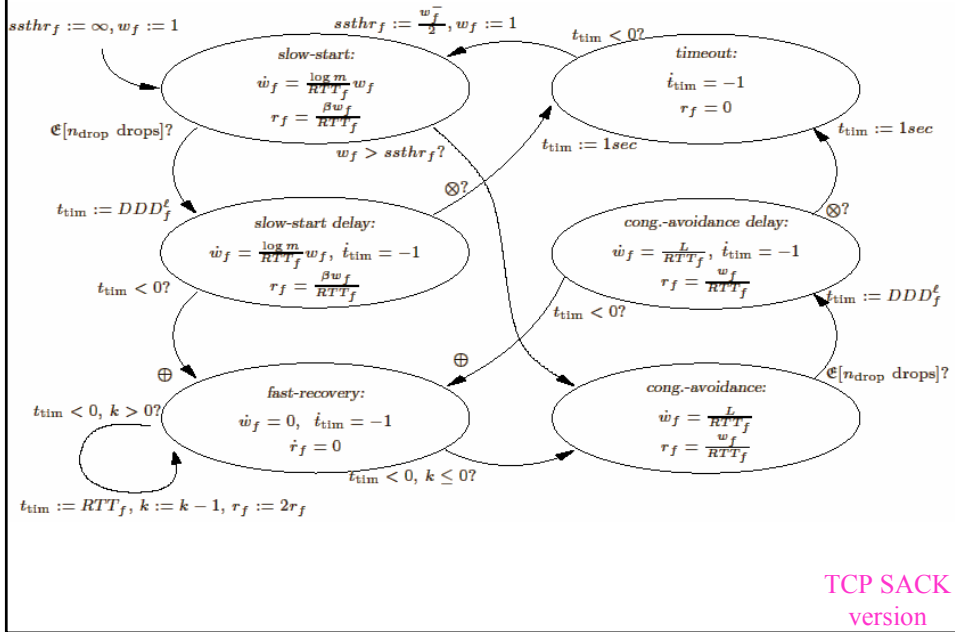 ssthr_f := ∞, w_f := 1
ssthr_f := w_f^-/2, w_f := 1
t_tim < 0?
slow-start:
ẇ_f = log m/RTT_f w_f
r_f = βw_f/RTT_f
timeout:
ṫ_tim = −1
r_f = 0
𝔈[n_drop drops]?
w_f > ssthr_f?
t_tim := 1sec
t_tim := 1sec
⊗?
t_tim := DDD_f^ℓ
slow-start delay:
ẇ_f = log m/RTT_f w_f, ṫ_tim = −1
r_f = βw_f/RTT_f
⊗?
cong.-avoidance delay:
ẇ_f = L/RTT_f, ṫ_tim = −1
r_f = w_f/RTT_f
t_tim < 0?
t_tim < 0?
t_tim := DDD_f^ℓ
⊕
⊕
𝔈[n_drop drops]?
fast-recovery:
ẇ_f = 0, ṫ_tim = −1
ṙ_f = 0
cong.-avoidance:
ẇ_f = L/RTT_f
r_f = w_f/RTT_f
t_tim < 0, k > 0?
t_tim < 0, k ≤ 0?
t_tim := RTT_f, k := k − 1, r_f := 2r_f
TCP SACK
version